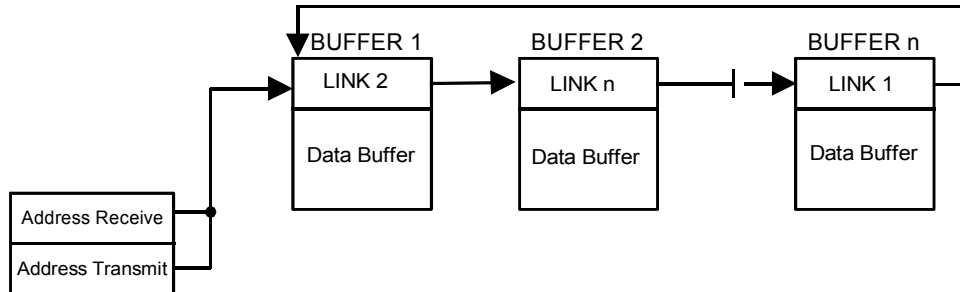 BUFFER 1
BUFFER 2
BUFFER n
LINK 2
LINK n
LINK 1
Data Buffer
Data Buffer
Data Buffer
Address Receive
Address Transmit